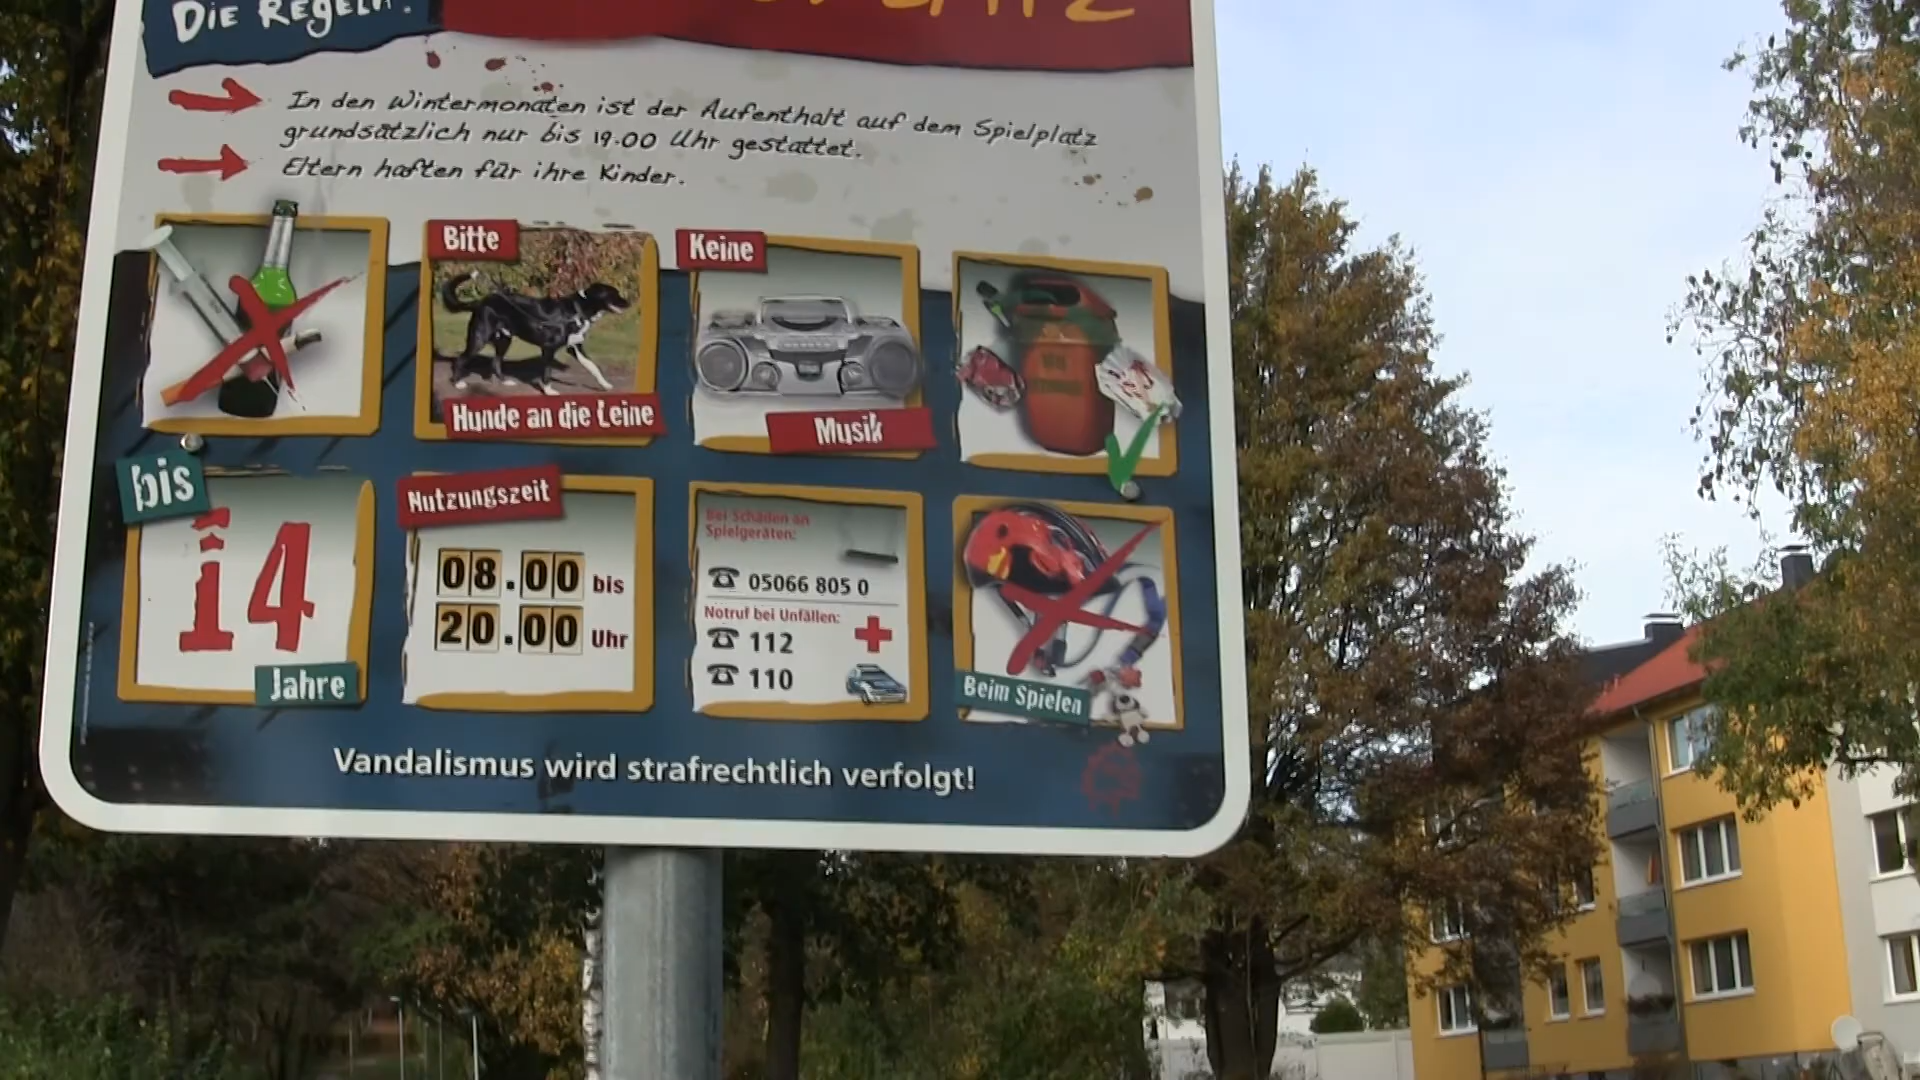 Die Regeln:
In den Wintermonaten ist der Aufenthalt auf dem Spielplatz
grundsätzlich nur bis 19.00 Uhr gestattet.
Eltern haften für ihre Kinder.
Bitte
Hunde an die Leine
Keine
Musik
bis
14
Jahre
Nutzungszeit
08.00 bis
20.00 Uhr
Bei Schäden an
Spielgeräten:
05066 805 0
Notruf bei Unfällen:
112
110
Beim Spielen
Vandalismus wird strafrechtlich verfolgt!